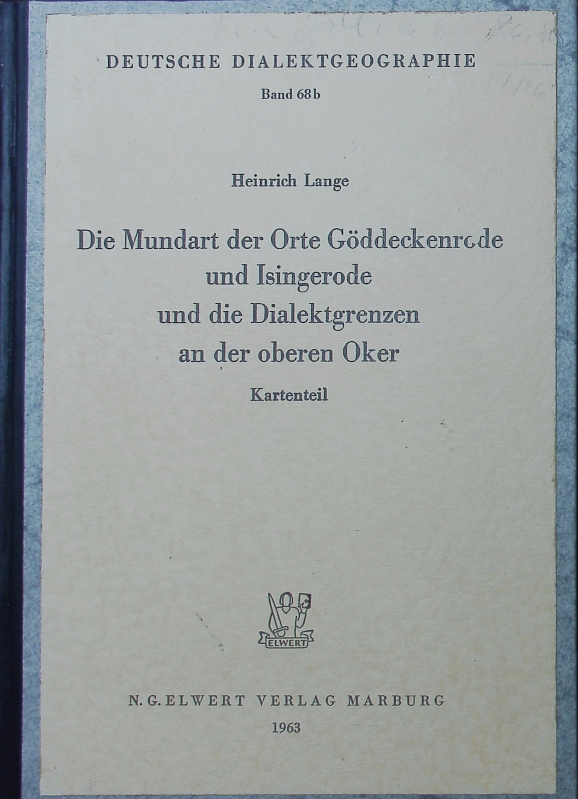 DEUTSCHE DIALEKTGEOGRAPHIE
Band 68b
Heinrich Lange
Die Mundart der Orte Göddeckenrode
und Isingerode
und die Dialektgrenzen
an der oberen Oker
Kartenteil
ELWERT
N. G. ELWERT VERLAG MARBURG
1963